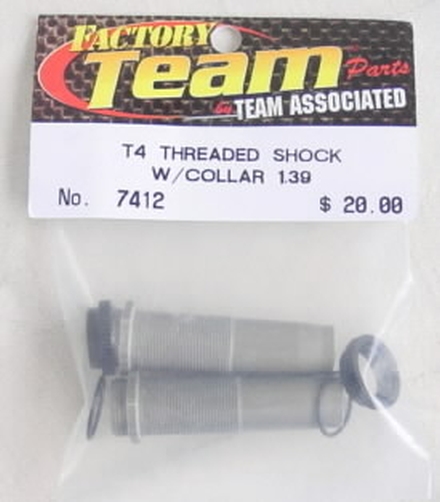 FACTORY
Team Parts
by TEAM ASSOCIATED
T4 THREADED SHOCK
W/COLLAR 1.39
No. 7412 $ 20.00